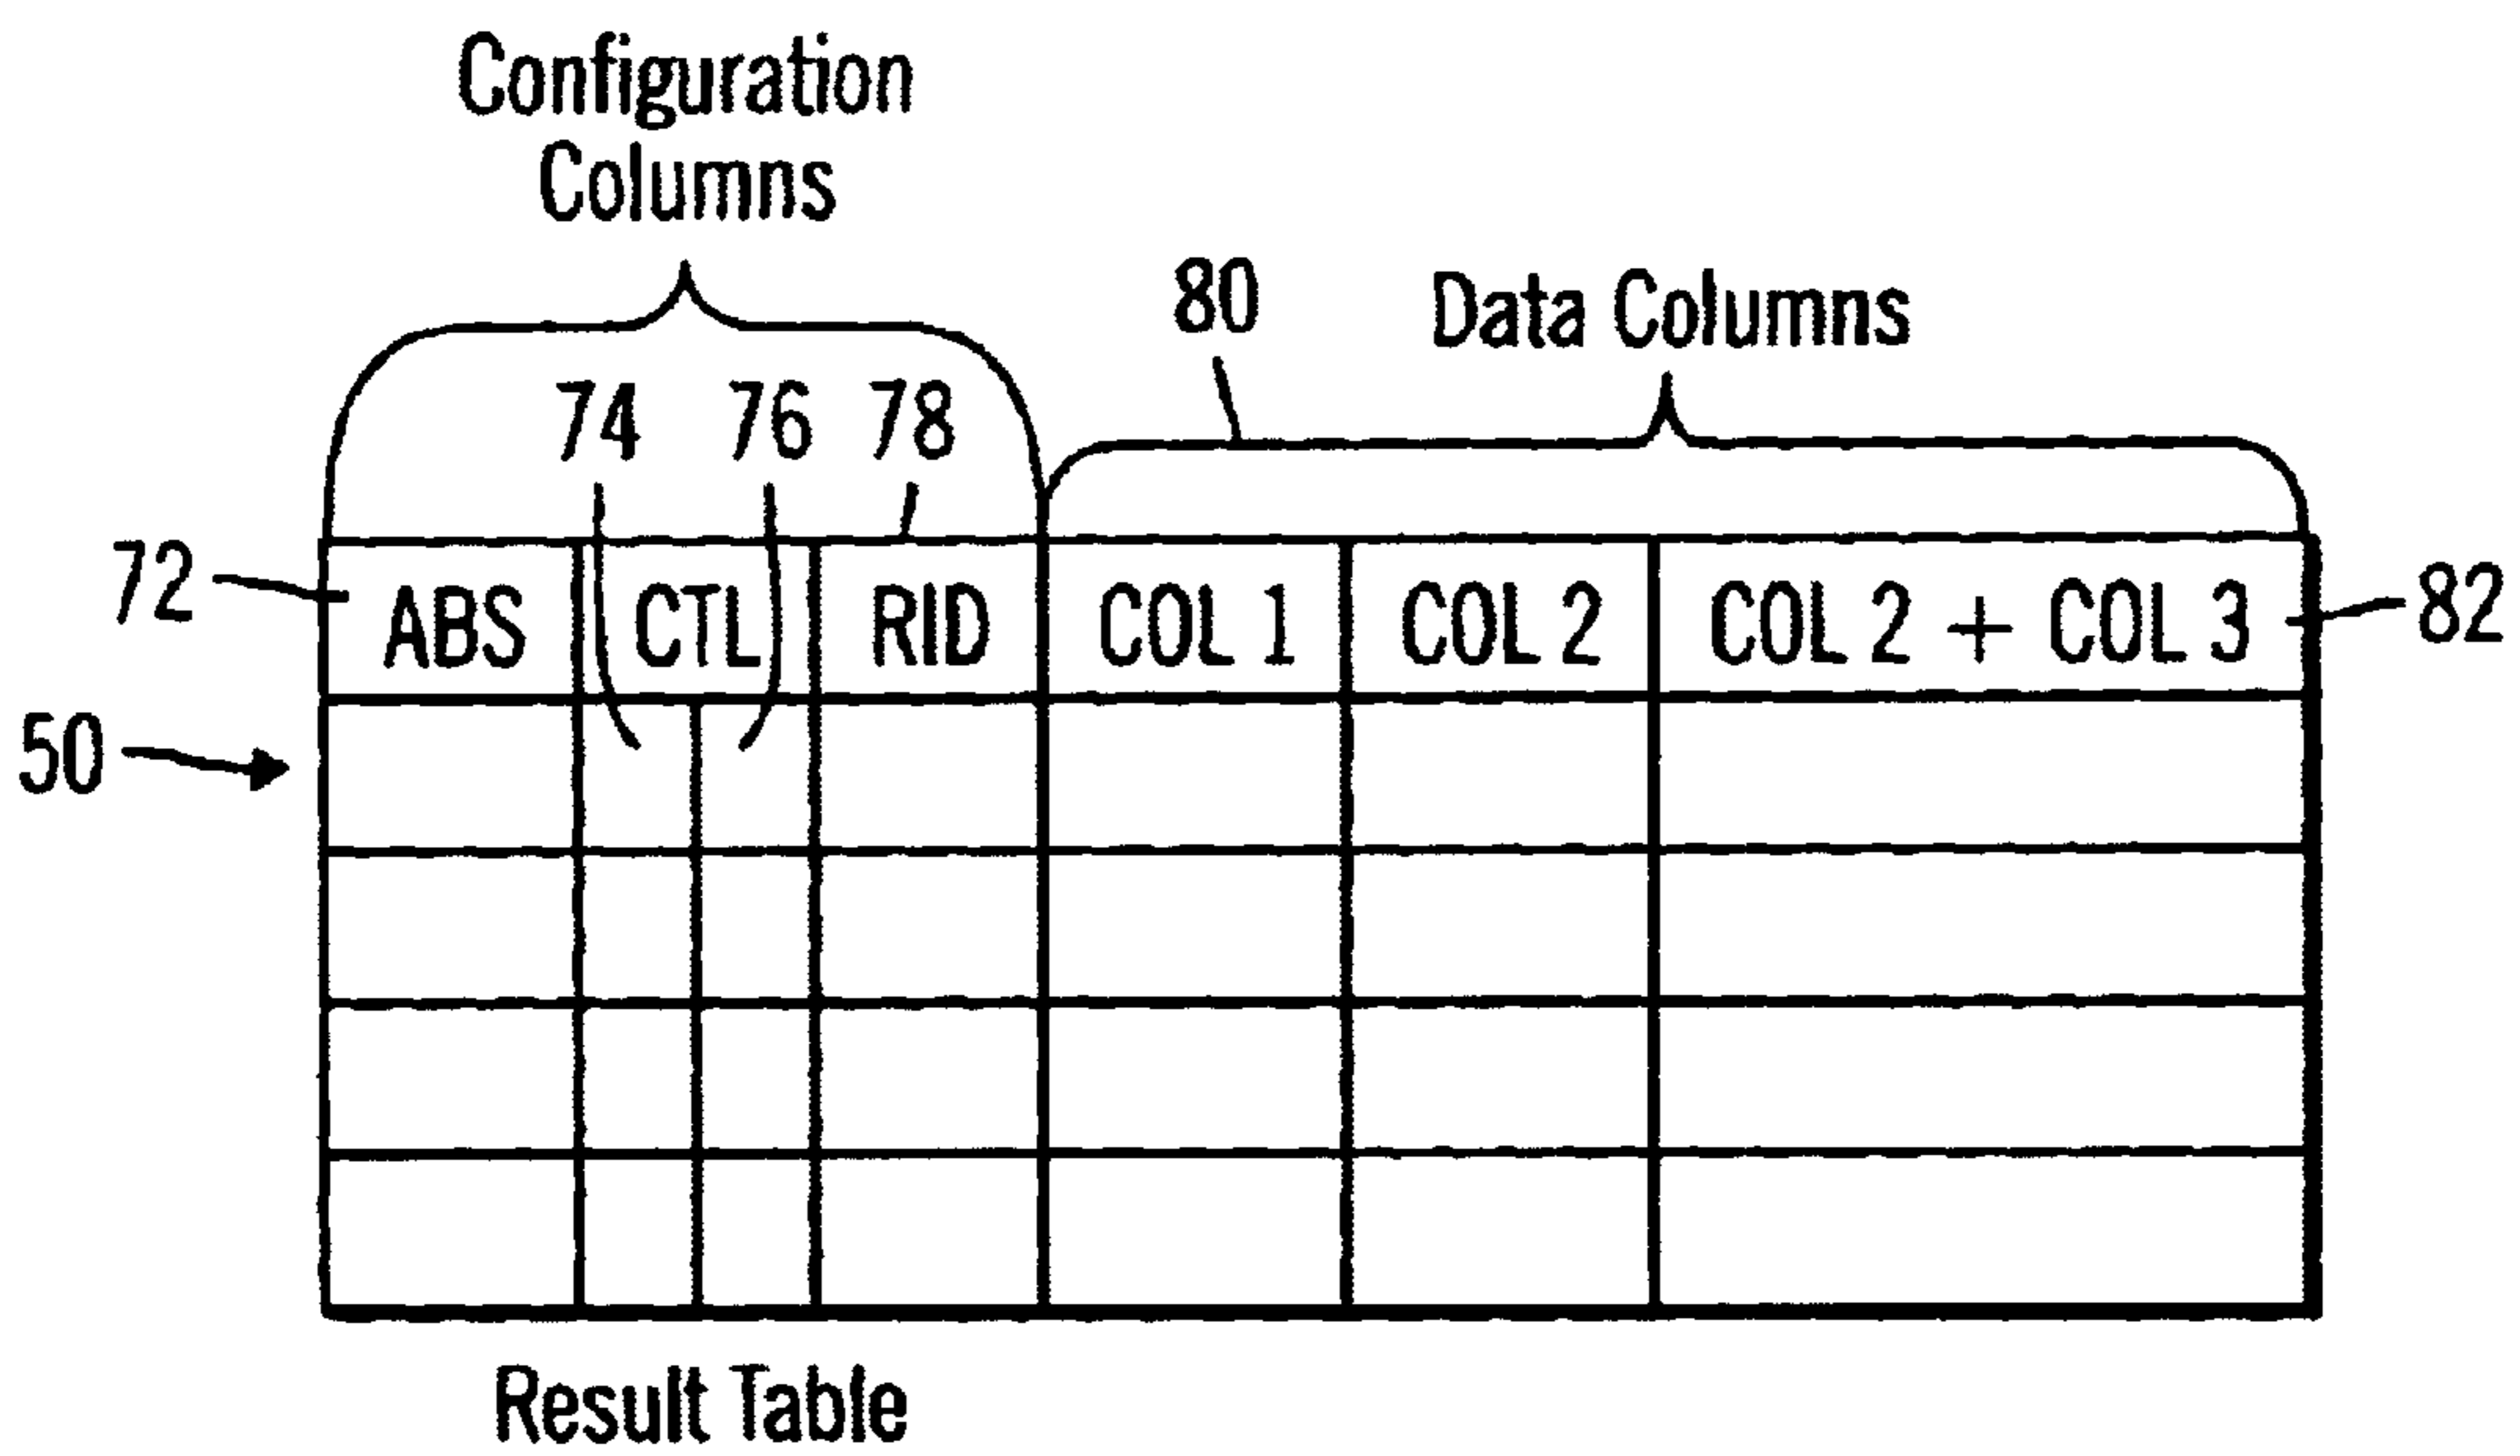 Configuration
Columns
80
Data Columns
74 76 78
72
ABS CTL RID COL 1 COL 2 COL 2 + COL 3
82
50
Result Table